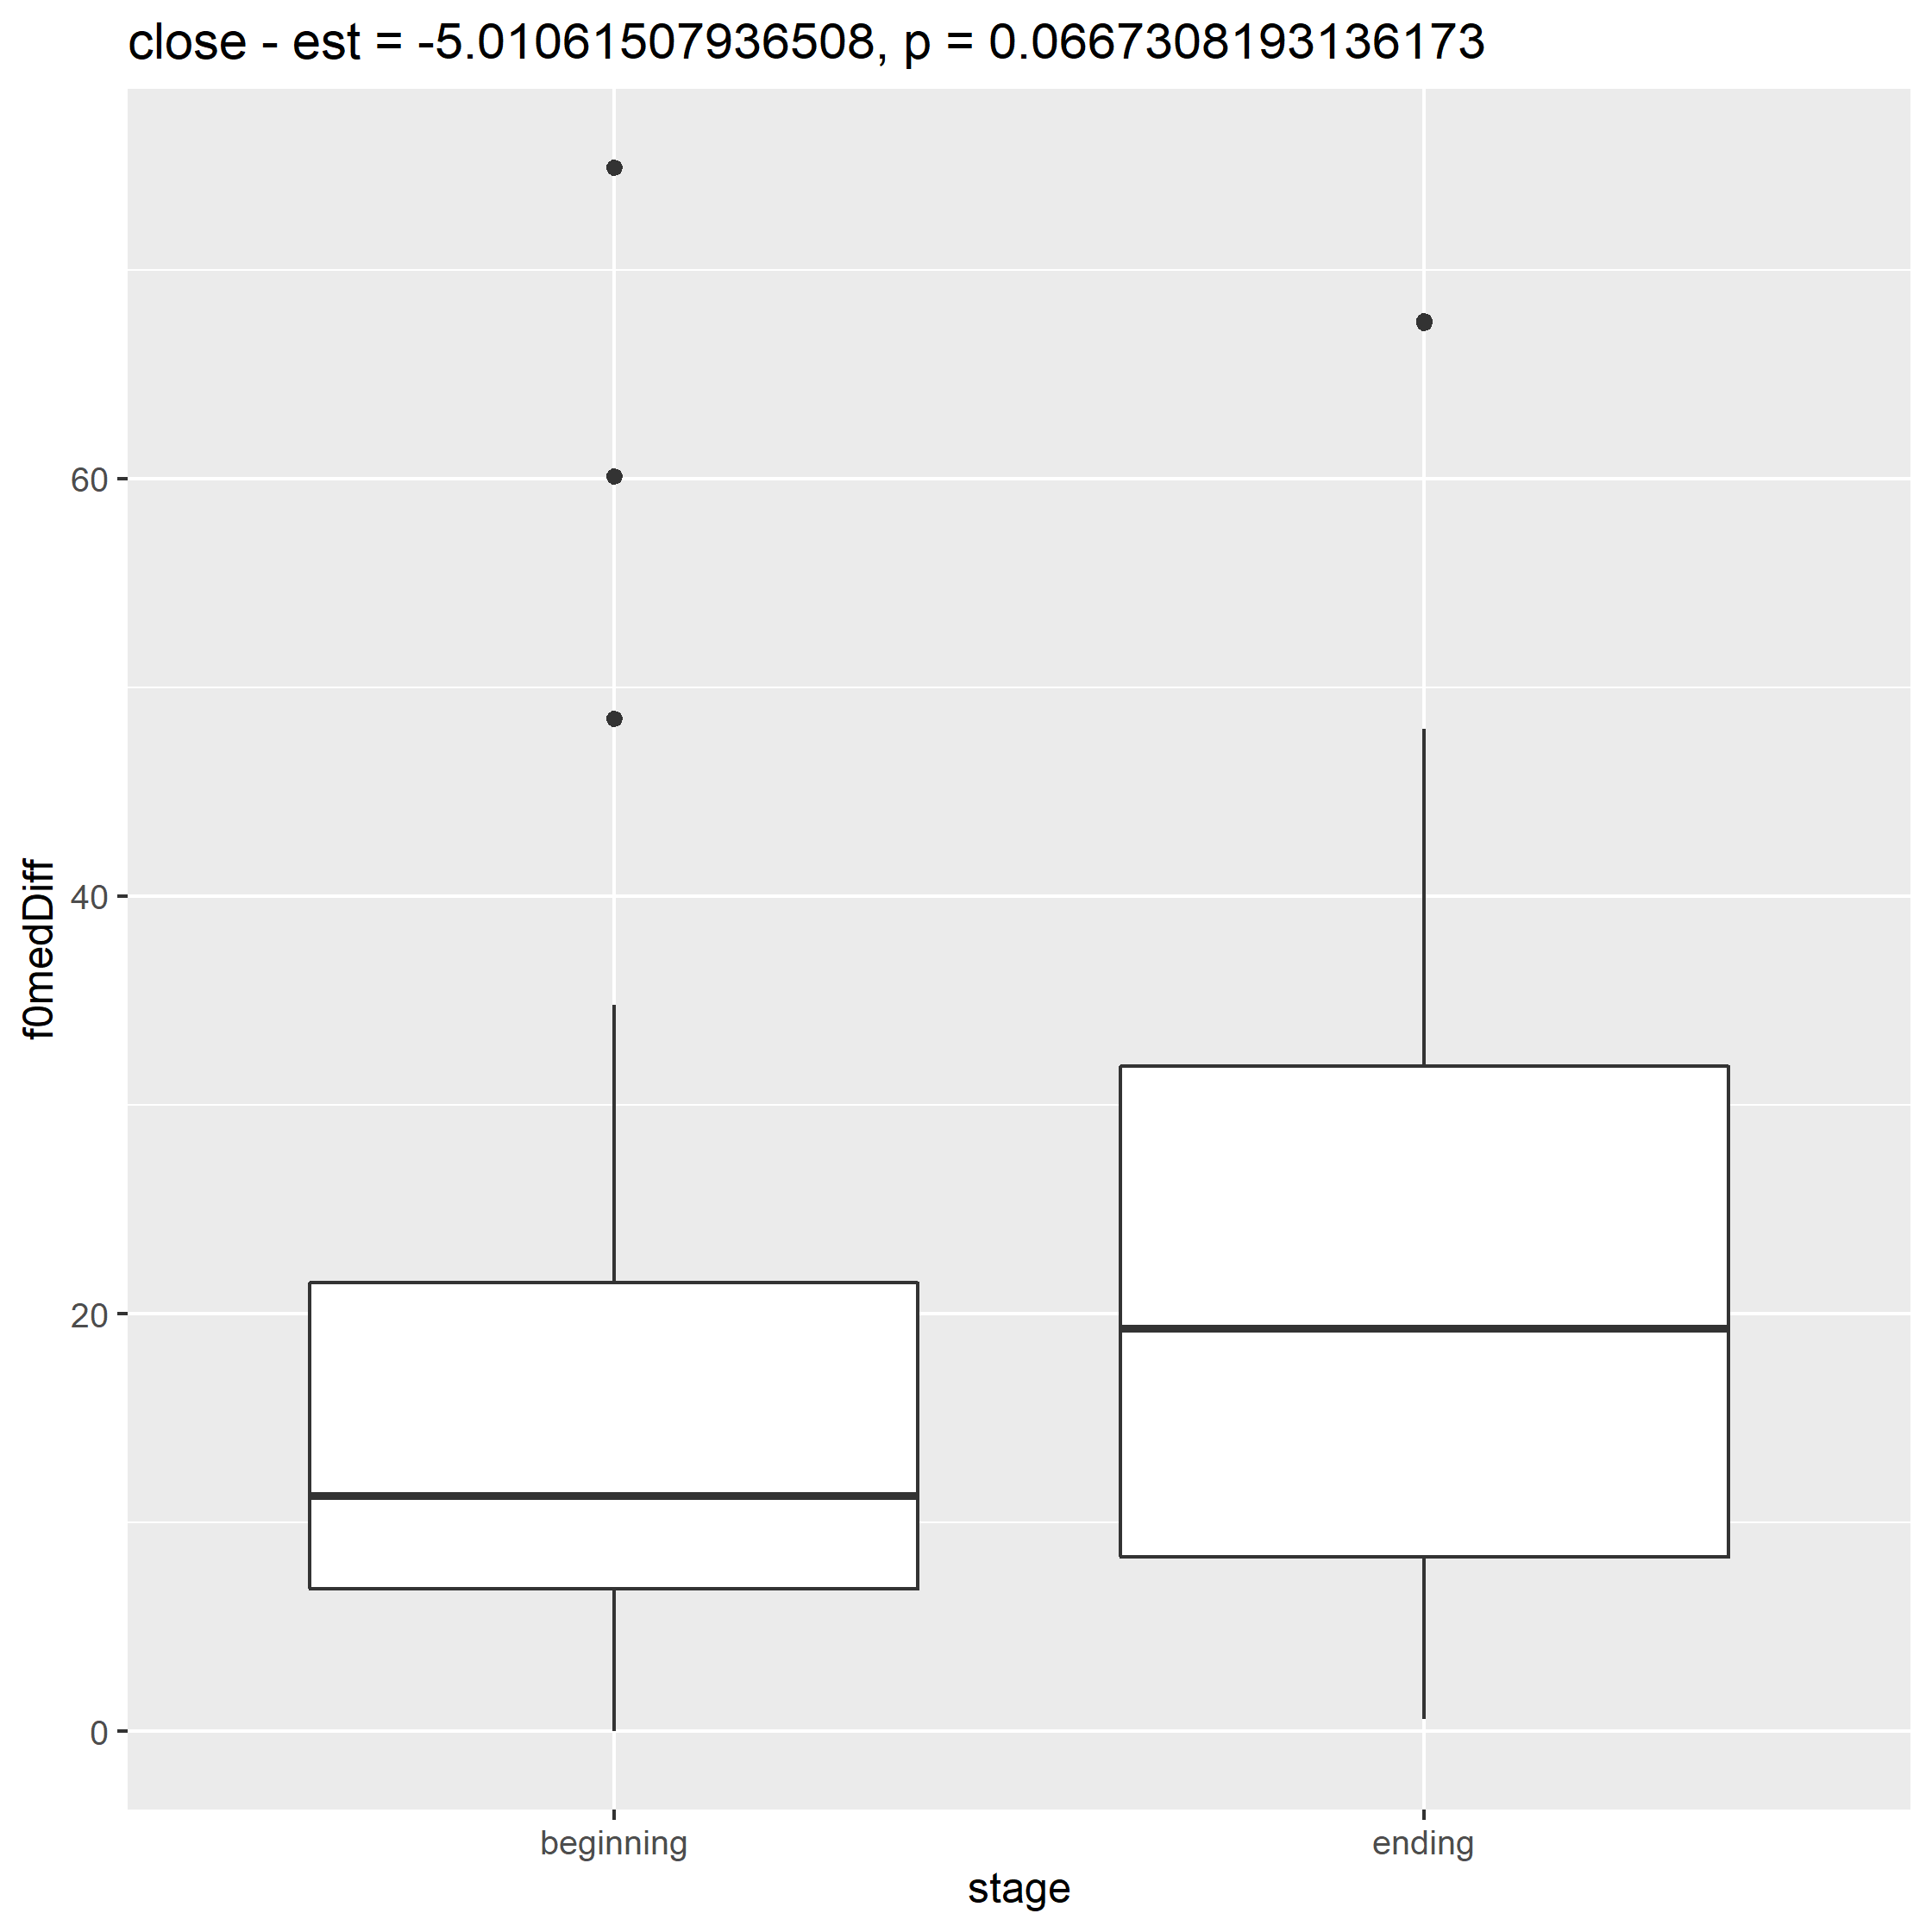 close - est = -5.01061507936508, p = 0.0667308193136173
f0medDiff
60
40
20
0
beginning
ending
stage